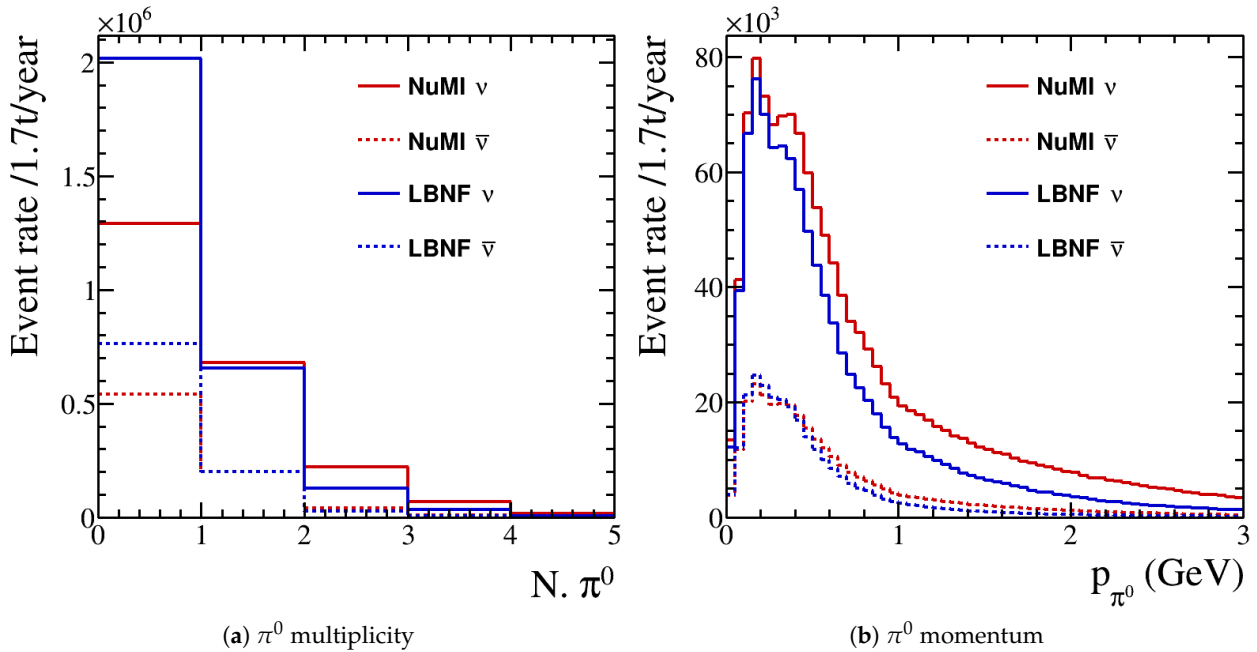 ×10⁶
Event rate /1.7t/year
2
1.5
1
0.5
0
NuMI ν
NuMI ν̅
LBNF ν
LBNF ν̅
0 1 2 3 4 5
N. π⁰
(a) π⁰ multiplicity
×10³
Event rate /1.7t/year
80
60
40
20
0
NuMI ν
NuMI ν̅
LBNF ν
LBNF ν̅
0 1 2 3
p_π⁰ (GeV)
(b) π⁰ momentum